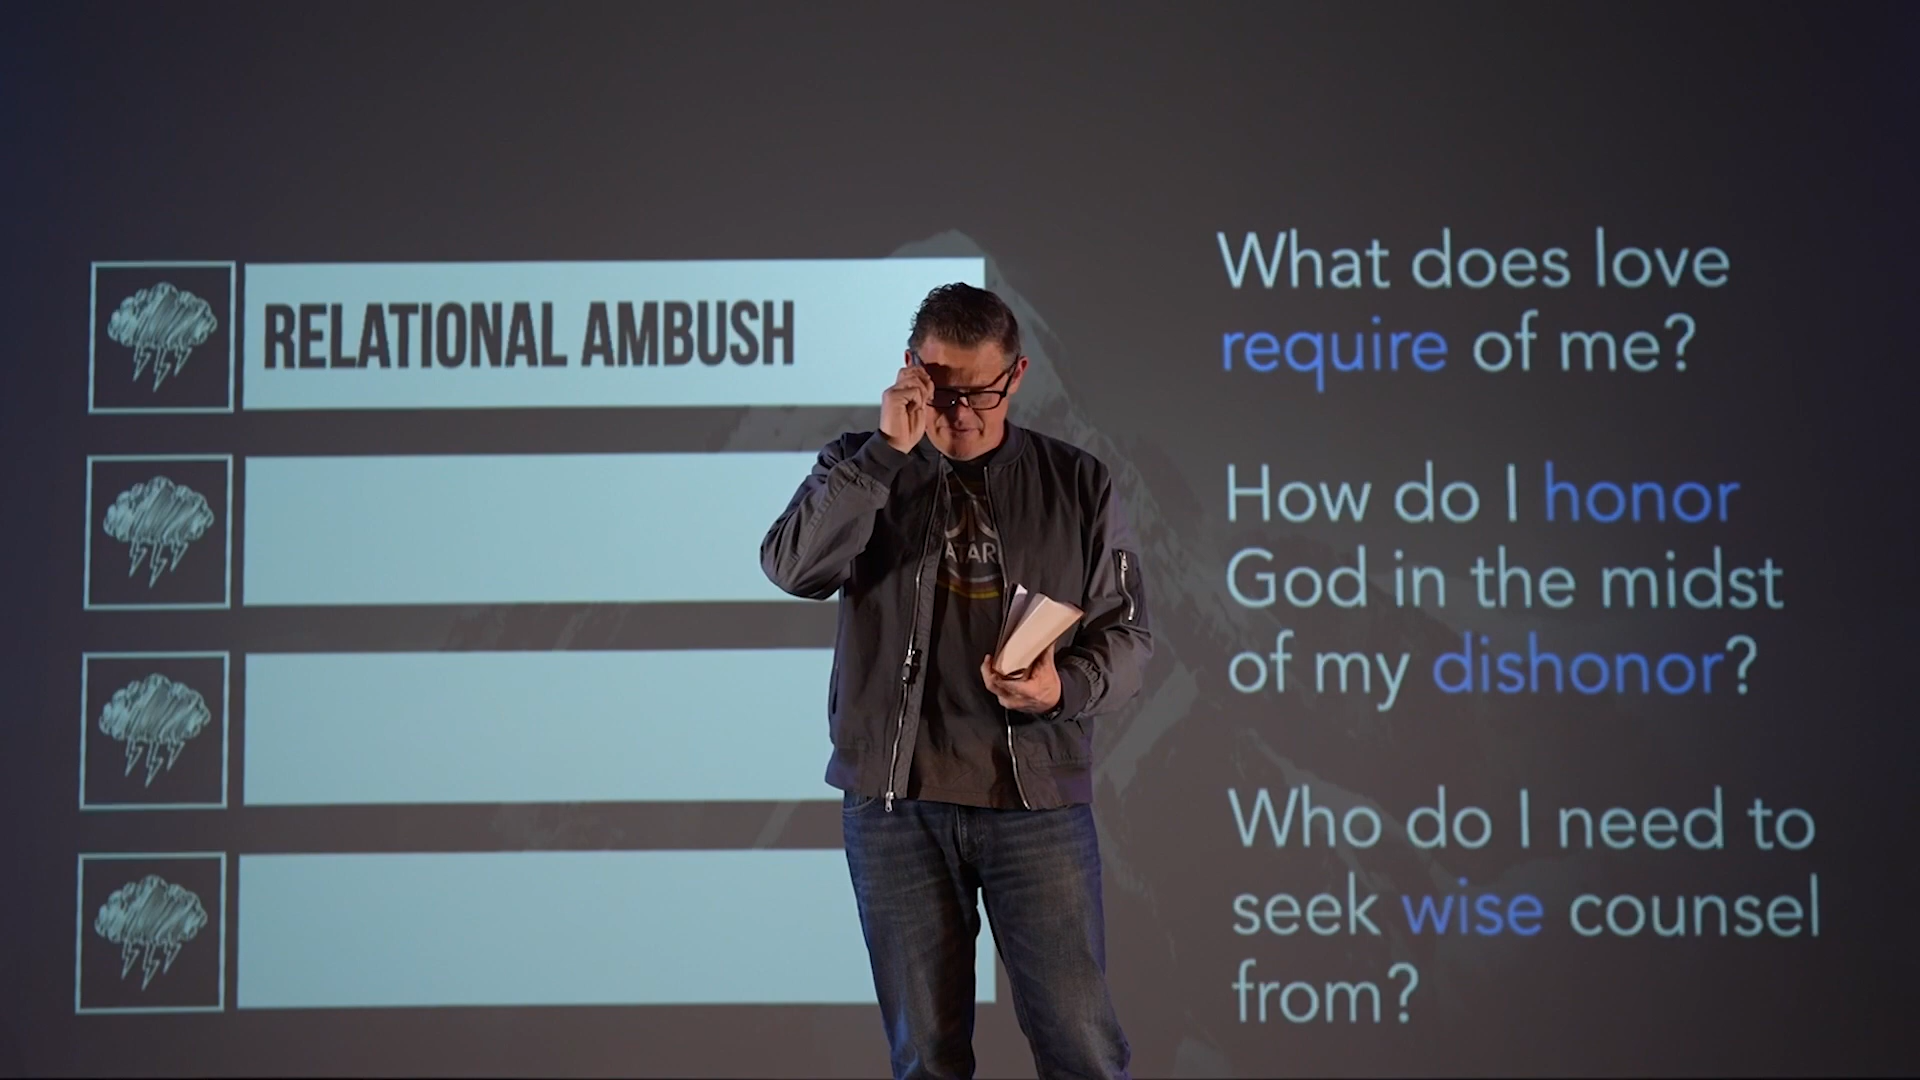 RELATIONAL AMBUSH
What does love
require of me?
How do I honor
God in the midst
of my dishonor?
Who do I need to
seek wise counsel
from?
ATARI